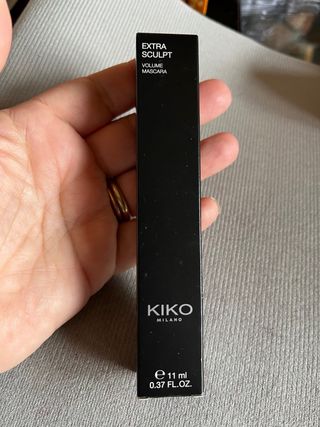 EXTRA
SCULPT
VOLUME
MASCARA
KIKO
MILANO
℮ 11 ml
0.37 FL.OZ.